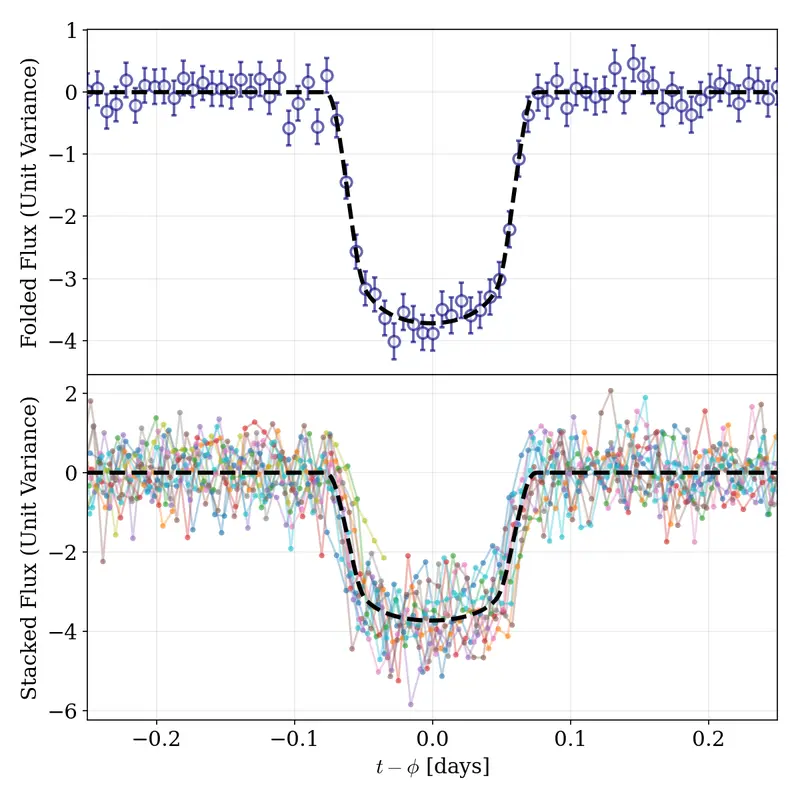 Folded Flux (Unit Variance)
1
0
−1
−2
−3
−4
Stacked Flux (Unit Variance)
2
0
−2
−4
−6
−0.2 −0.1 0.0 0.1 0.2
t − ϕ [days]